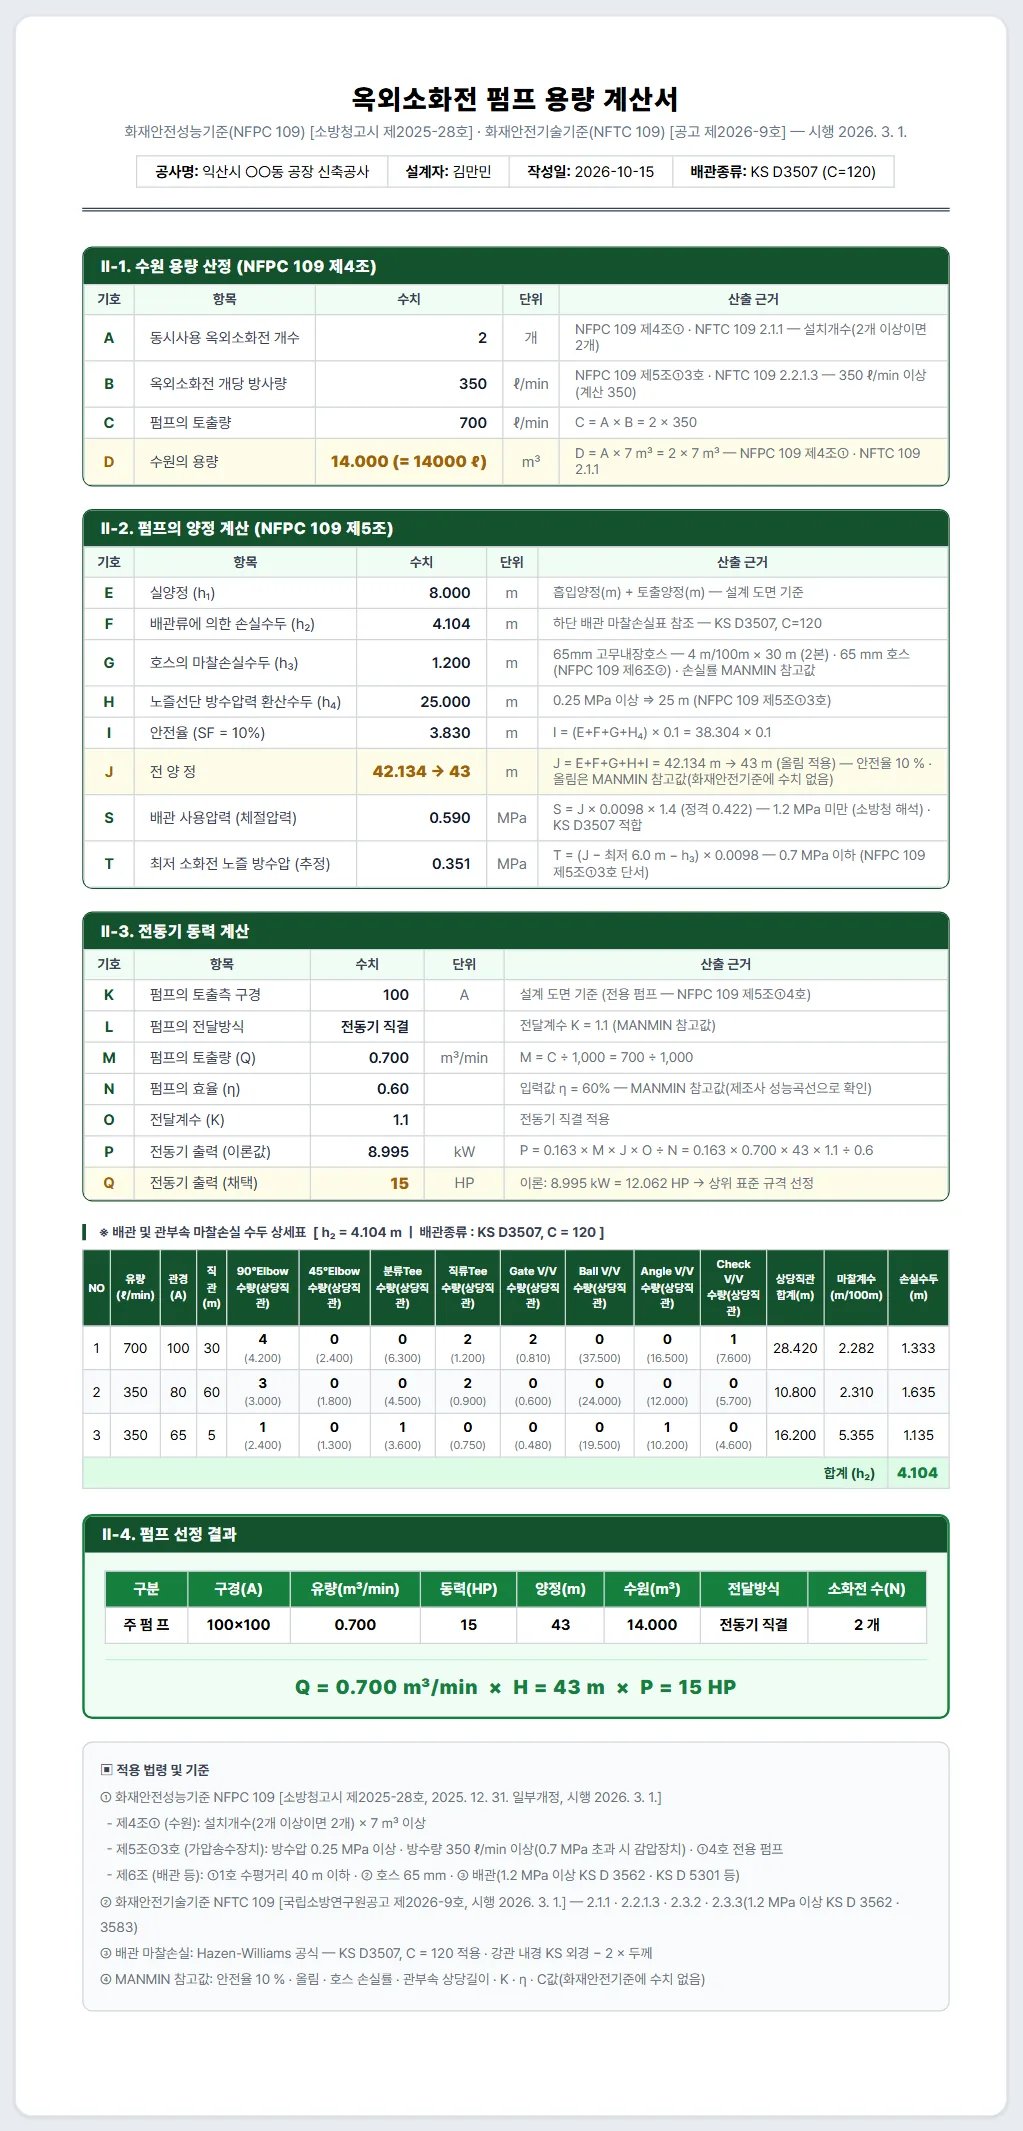 옥외소화전 펌프 용량 계산서
화재안전성능기준(NFPC 109) [소방청고시 제2025-28호] · 화재안전기술기준(NFTC 109) [공고 제2026-9호] — 시행 2026. 3. 1.
공사명: 익산시 〇〇동 공장 신축공사 설계자: 김만민 작성일: 2026-10-15 배관종류: KS D3507 (C=120)
II-1. 수원 용량 산정 (NFPC 109 제4조)
기호 항목 수치 단위 산출 근거
A 동시사용 옥외소화전 개수 2 개 NFPC 109 제4조① · NFTC 109 2.1.1 — 설치개수(2개 이상이면
2개)
B 옥외소화전 개당 방사량 350 ℓ/min NFPC 109 제5조①3호 · NFTC 109 2.2.1.3 — 350 ℓ/min 이상
(계산 350)
C 펌프의 토출량 700 ℓ/min C = A × B = 2 × 350
D 수원의 용량 14.000 (= 14000 ℓ) m³ D = A × 7 m³ = 2 × 7 m³ — NFPC 109 제4조① · NFTC 109
2.1.1
II-2. 펌프의 양정 계산 (NFPC 109 제5조)
기호 항목 수치 단위 산출 근거
E 실양정 (h₁) 8.000 m 흡입양정(m) + 토출양정(m) — 설계 도면 기준
F 배관류에 의한 손실수두 (h₂) 4.104 m 하단 배관 마찰손실표 참조 — KS D3507, C=120
G 호스의 마찰손실수두 (h₃) 1.200 m 65mm 고무내장호스 — 4 m/100m × 30 m (2본) · 65 mm 호스
(NFPC 109 제6조②) · 손실률 MANMIN 참고값
H 노즐선단 방수압력 환산수두 (h₄) 25.000 m 0.25 MPa 이상 ⇒ 25 m (NFPC 109 제5조①3호)
I 안전율 (SF = 10%) 3.830 m I = (E+F+G+H₄) × 0.1 = 38.304 × 0.1
J 전 양 정 42.134 → 43 m J = E+F+G+H+I = 42.134 m → 43 m (올림 적용) — 안전율 10 % ·
올림은 MANMIN 참고값(화재안전기준에 수치 없음)
S 배관 사용압력 (체절압력) 0.590 MPa S = J × 0.0098 × 1.4 (정격 0.422) — 1.2 MPa 미만 (소방청 해석) ·
KS D3507 적합
T 최저 소화전 노즐 방수압 (추정) 0.351 MPa T = (J − 최저 6.0 m − h₃) × 0.0098 — 0.7 MPa 이하 (NFPC 109
제5조①3호 단서)
II-3. 전동기 동력 계산
기호 항목 수치 단위 산출 근거
K 펌프의 토출측 구경 100 A 설계 도면 기준 (전용 펌프 — NFPC 109 제5조①4호)
L 펌프의 전달방식 전동기 직결 전달계수 K = 1.1 (MANMIN 참고값)
M 펌프의 토출량 (Q) 0.700 m³/min M = C ÷ 1,000 = 700 ÷ 1,000
N 펌프의 효율 (η) 0.60 입력값 η = 60% — MANMIN 참고값(제조사 성능곡선으로 확인)
O 전달계수 (K) 1.1 전동기 직결 적용
P 전동기 출력 (이론값) 8.995 kW P = 0.163 × M × J × O ÷ N = 0.163 × 0.700 × 43 × 1.1 ÷ 0.6
Q 전동기 출력 (채택) 15 HP 이론: 8.995 kW = 12.062 HP → 상위 표준 규격 선정
※ 배관 및 관부속 마찰손실 수두 상세표 [ h₂ = 4.104 m | 배관종류 : KS D3507, C = 120 ]
NO 유량 (ℓ/min) 관경 (A) 직관 (m) 90°Elbow 수량(상당직관) 45°Elbow 수량(상당직관) 분류Tee 수량(상당직관) 직류Tee 수량(상당직관) Gate V/V 수량(상당직관) Ball V/V 수량(상당직관) Angle V/V 수량(상당직관) Check V/V 수량(상당직관) 상당직관 합계(m) 마찰계수 (m/100m) 손실수두 (m)
1 700 100 30 4 (4.200) 0 (2.400) 0 (6.300) 2 (1.200) 2 (0.810) 0 (37.500) 0 (16.500) 1 (7.600) 28.420 2.282 1.333
2 350 80 60 3 (3.000) 0 (1.800) 0 (4.500) 2 (0.900) 0 (0.600) 0 (24.000) 0 (12.000) 0 (5.700) 10.800 2.310 1.635
3 350 65 5 1 (2.400) 0 (1.300) 1 (3.600) 0 (0.750) 0 (0.480) 0 (19.500) 1 (10.200) 0 (4.600) 16.200 5.355 1.135
합계 (h₂) 4.104
II-4. 펌프 선정 결과
구분 구경(A) 유량(m³/min) 동력(HP) 양정(m) 수원(m³) 전달방식 소화전 수(N)
주 펌 프 100×100 0.700 15 43 14.000 전동기 직결 2 개
Q = 0.700 m³/min × H = 43 m × P = 15 HP
▣ 적용 법령 및 기준
① 화재안전성능기준 NFPC 109 [소방청고시 제2025-28호, 2025. 12. 31. 일부개정, 시행 2026. 3. 1.]
- 제4조① (수원): 설치개수(2개 이상이면 2개) × 7 m³ 이상
- 제5조①3호 (가압송수장치): 방수압 0.25 MPa 이상 · 방수량 350 ℓ/min 이상(0.7 MPa 초과 시 감압장치) · ①4호 전용 펌프
- 제6조 (배관 등): ①1호 수평거리 40 m 이하 · ② 호스 65 mm · ③ 배관(1.2 MPa 이상 KS D 3562 · KS D 5301 등)
② 화재안전기술기준 NFTC 109 [국립소방연구원공고 제2026-9호, 시행 2026. 3. 1.] — 2.1.1 · 2.2.1.3 · 2.3.2 · 2.3.3(1.2 MPa 이상 KS D 3562 ·
3583)
③ 배관 마찰손실: Hazen-Williams 공식 — KS D3507, C = 120 적용 · 강관 내경 KS 외경 − 2 × 두께
④ MANMIN 참고값: 안전율 10 % · 올림 · 호스 손실률 · 관부속 상당길이 · K · η · C값(화재안전기준에 수치 없음)